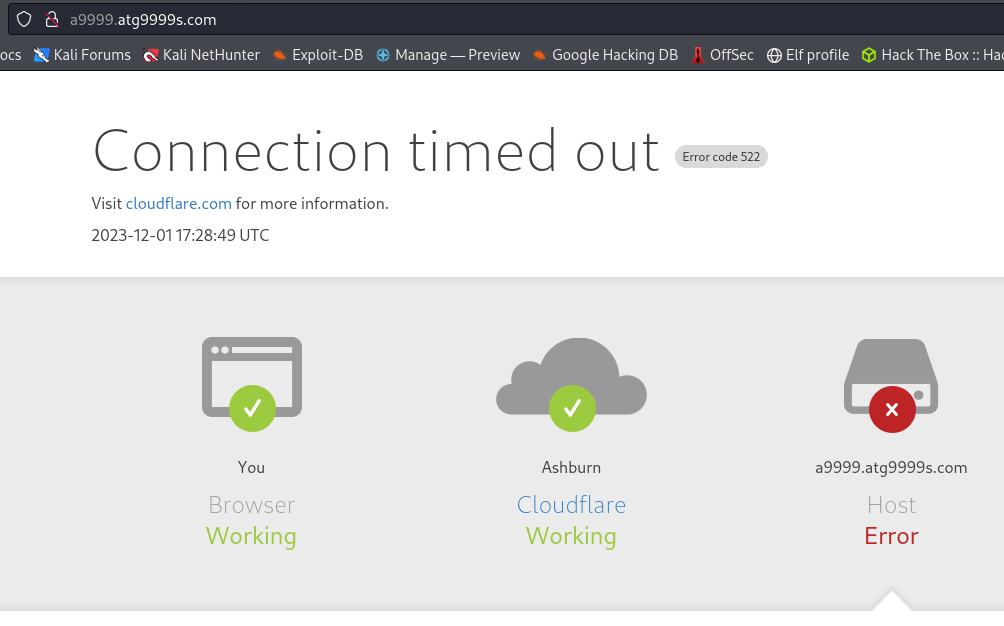 a9999.atg9999s.com
ocs Kali Forums Kali NetHunter Exploit-DB Manage — Preview Google Hacking DB OffSec Elf profile Hack The Box :: Hac
Connection timed out Error code 522
Visit cloudflare.com for more information.
2023-12-01 17:28:49 UTC
You Ashburn a9999.atg9999s.com
Browser Cloudflare Host
Working Working Error